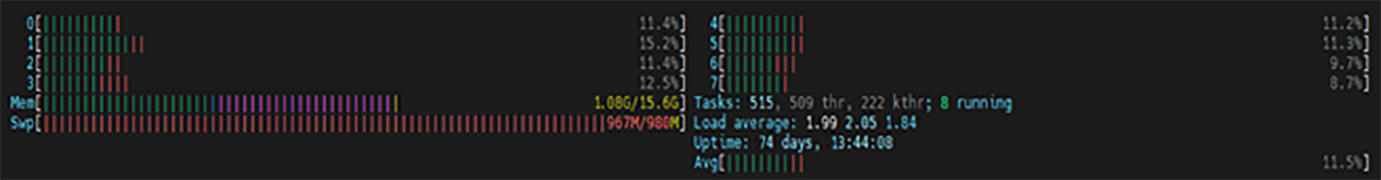 0[ 11.4%] 4[ 11.2%]
1[ 15.2%] 5[ 11.3%]
2[ 11.4%] 6[ 9.7%]
3[ 12.5%] 7[ 8.7%]
Mem[ 1.08G/15.6G] Tasks: 515, 509 thr, 222 kthr; 8 running
Swp[ 967M/980M] Load average: 1.99 2.05 1.84
Uptime: 74 days, 13:44:08
Avg[ 11.5%]